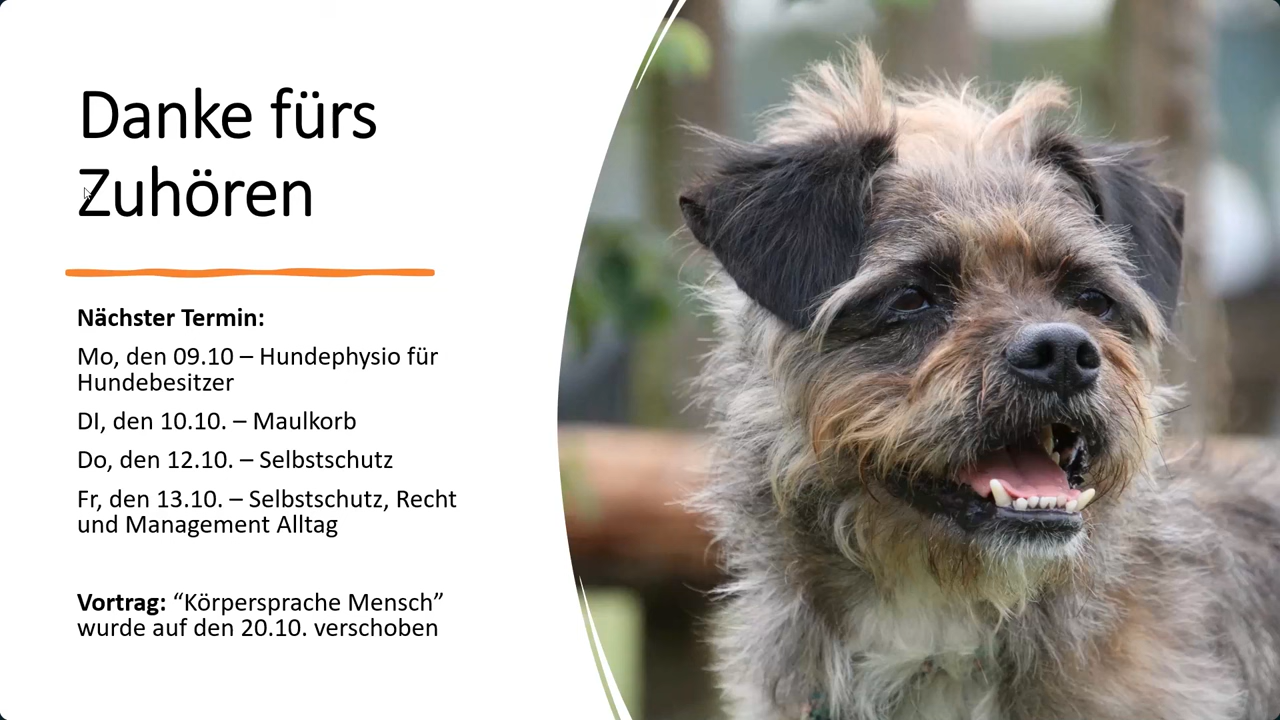 Danke fürs
Zuhören
Nächster Termin:
Mo, den 09.10 – Hundephysio für
Hundebesitzer
DI, den 10.10. – Maulkorb
Do, den 12.10. – Selbstschutz
Fr, den 13.10. – Selbstschutz, Recht
und Management Alltag
Vortrag: “Körpersprache Mensch”
wurde auf den 20.10. verschoben